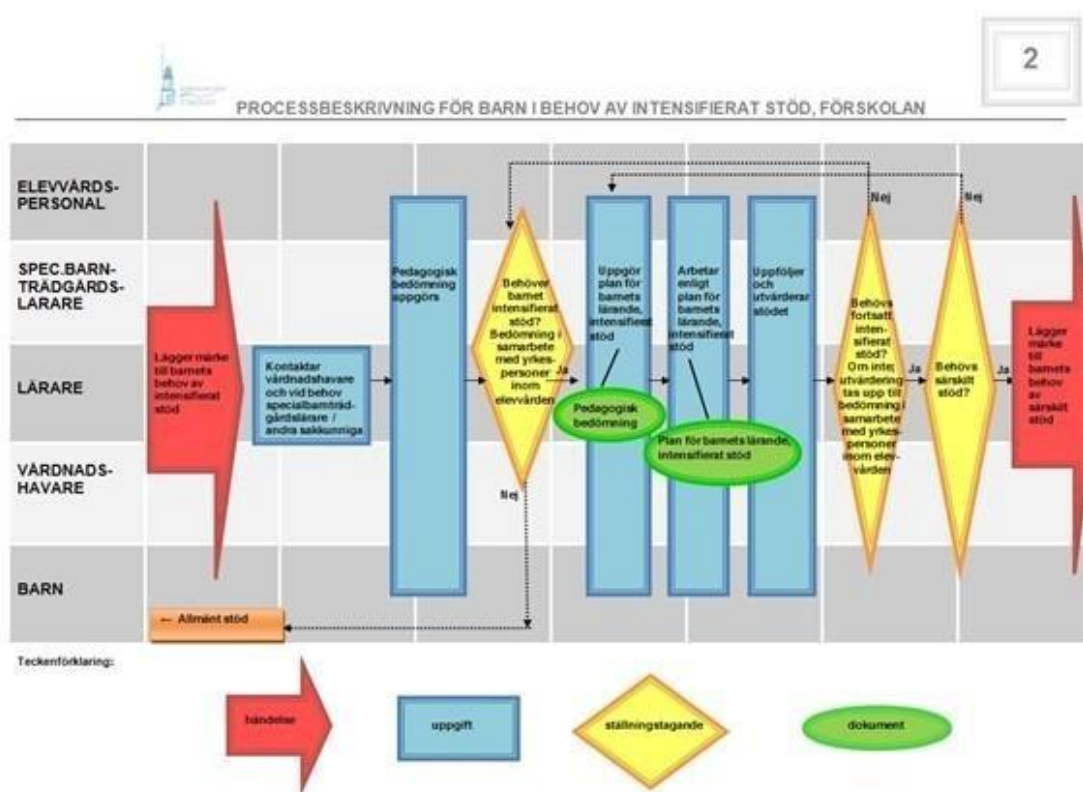 2
PROCESSBESKRIVNING FÖR BARN I BEHOV AV INTENSIFIERAT STÖD, FÖRSKOLAN
ELEVVÅRDS-
PERSONAL
SPEC.BARN-
TRÄDGÅRDS-
LÄRARE
LÄRARE
VÅRDNADS-
HAVARE
BARN
Lägger märke
till barnets
behov av
intensifierat
stöd
Kontaktar
vårdnadshavare
och vid behov
specialbarnträd-
gårdslärare /
andra sakkunniga
Pedagogisk
bedömning
uppgörs
Behöver
barnet
intensifierat
stöd?
Bedömning i
samarbete
med yrkes-
personer
inom
elevvården
Ja
Nej
← Allmänt stöd
Uppgör
plan för
barnets
lärande,
intensifierat
stöd
Pedagogisk
bedömning
Arbetar
enligt
plan för
barnets
lärande,
intensifierat
stöd
Plan för barnets lärande,
intensifierat stöd
Uppföljer
och
utvärderar
stödet
Nej
Behövs
fortsatt
inten-
sifierat
stöd?
Om inte,
utvärdering
tas upp till
bedömning i
samarbete
med yrkes-
personer
inom elev-
vården
Ja
Nej
Behövs
särskilt
stöd?
Ja
Lägger
märke
till
barnets
behov
av
särskilt
stöd
Teckenförklaring:
händelse
uppgift
ställningstagande
dokument